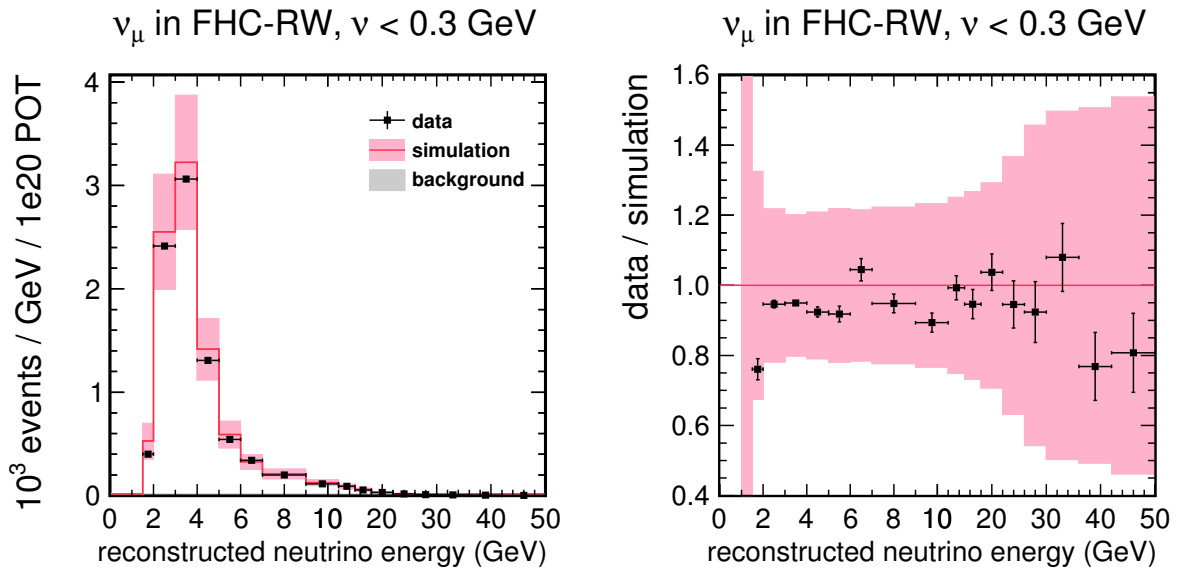 ν_μ in FHC-RW, ν < 0.3 GeV
10³ events / GeV / 1e20 POT
4
3
2
1
0
data
simulation
background
0 2 4 6 8 10 20 30 40 50
reconstructed neutrino energy (GeV)
ν_μ in FHC-RW, ν < 0.3 GeV
data / simulation
1.6
1.4
1.2
1.0
0.8
0.6
0.4
0 2 4 6 8 10 20 30 40 50
reconstructed neutrino energy (GeV)